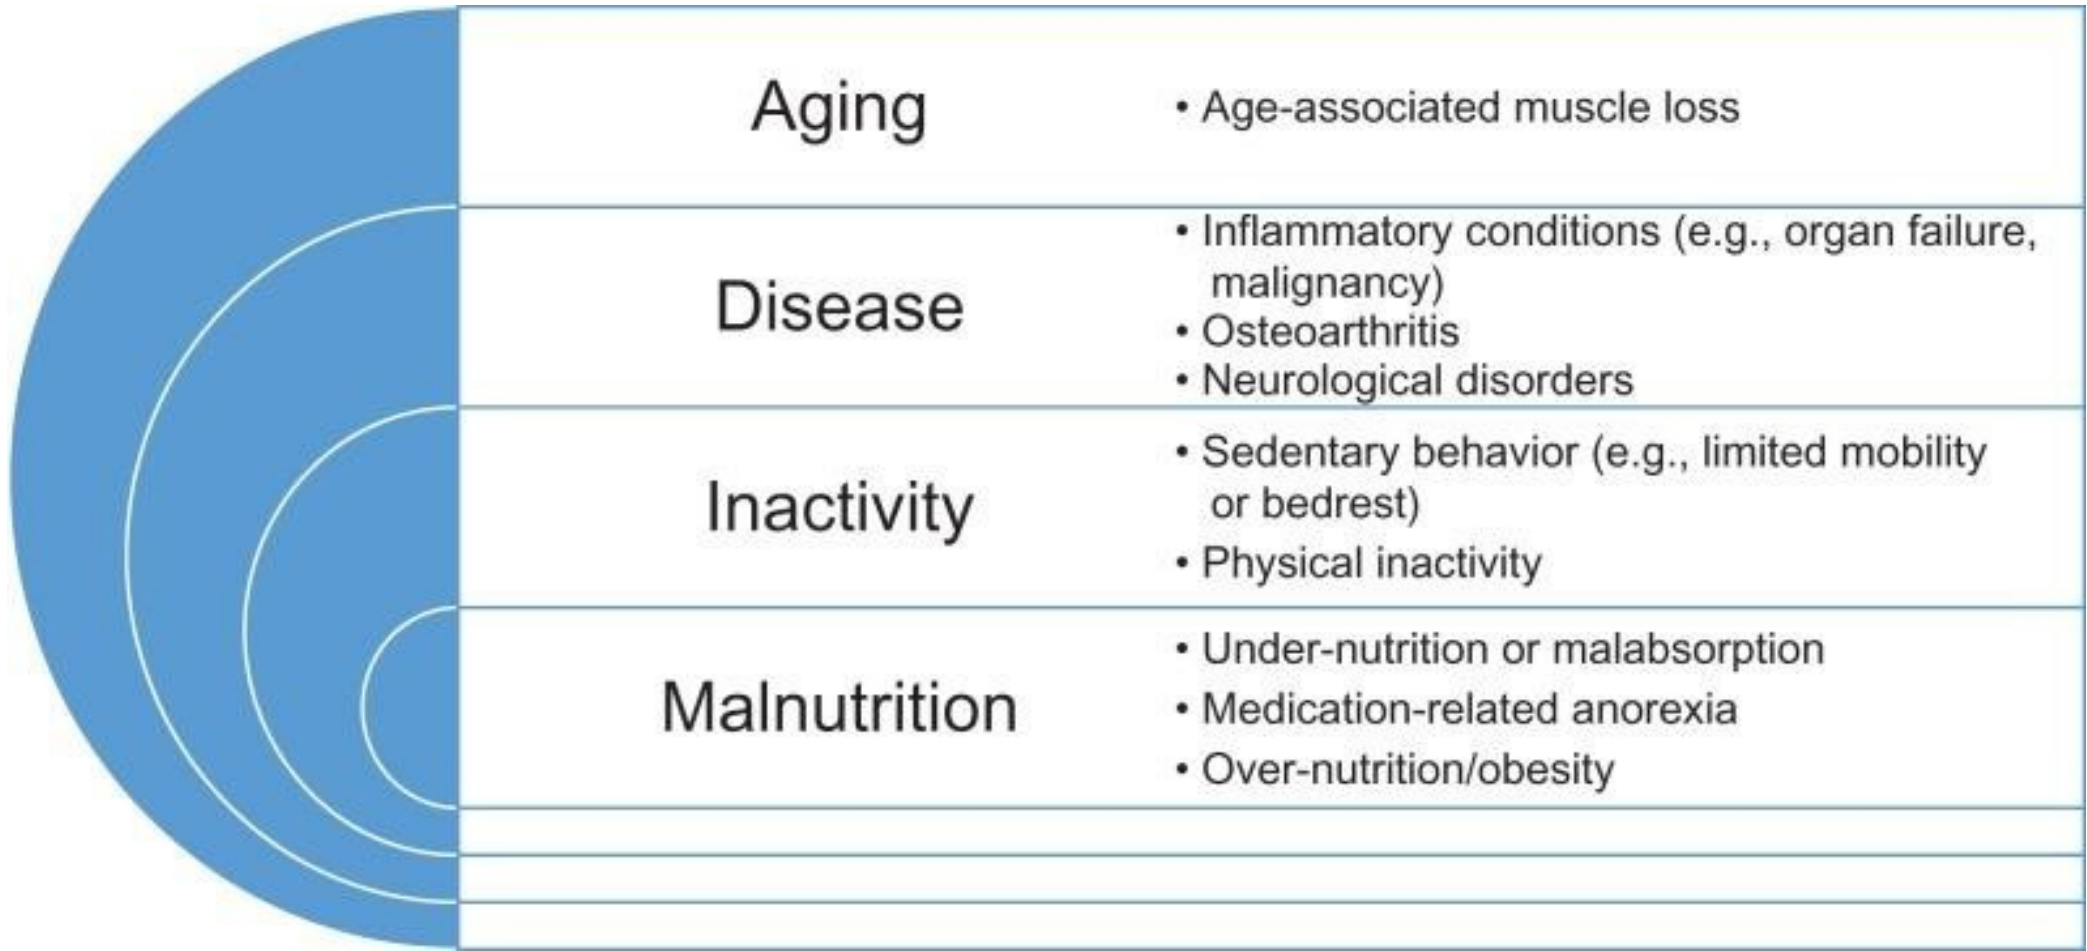 Aging
• Age-associated muscle loss
Disease
• Inflammatory conditions (e.g., organ failure,
malignancy)
• Osteoarthritis
• Neurological disorders
Inactivity
• Sedentary behavior (e.g., limited mobility
or bedrest)
• Physical inactivity
Malnutrition
• Under-nutrition or malabsorption
• Medication-related anorexia
• Over-nutrition/obesity